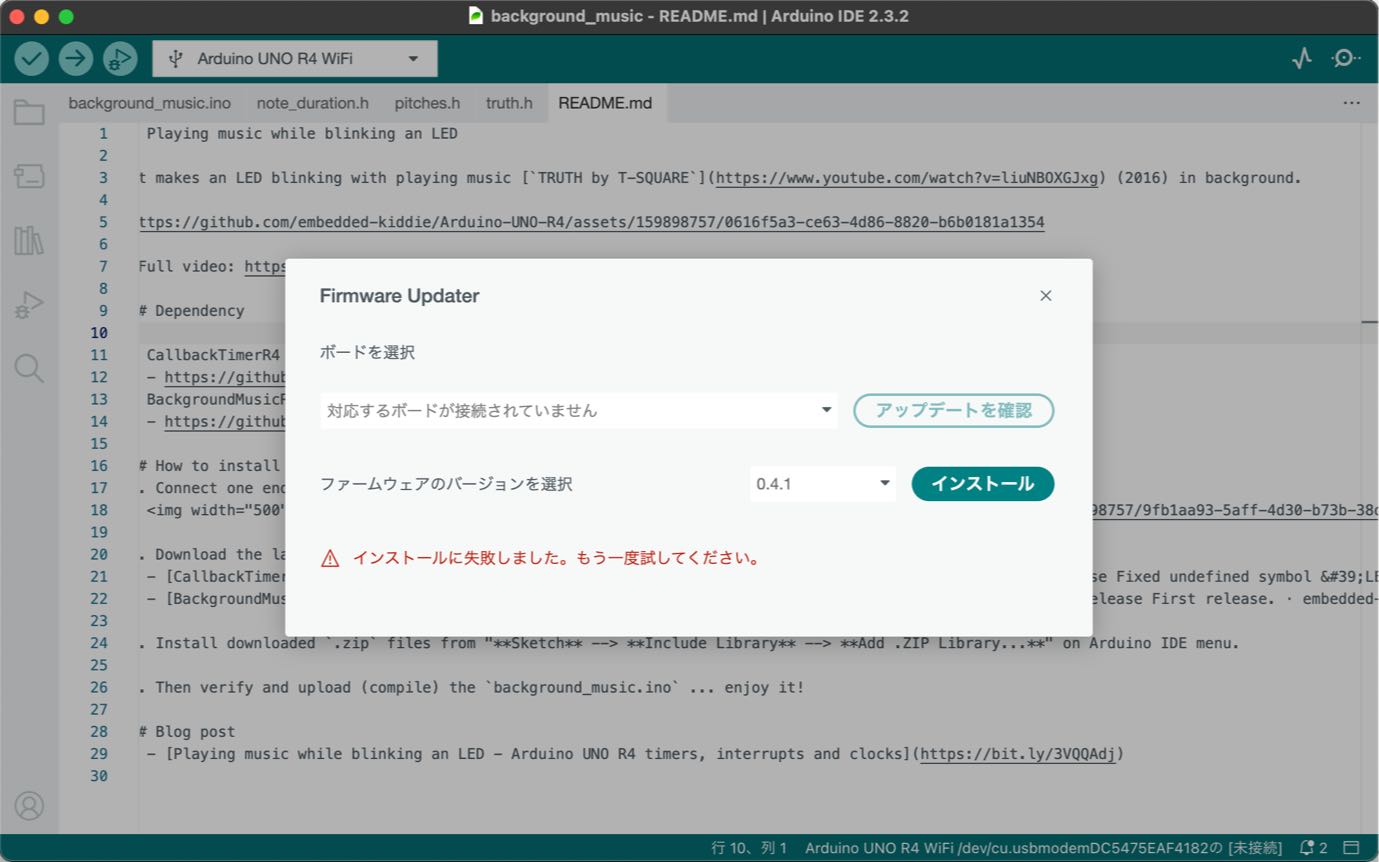 background_music - README.md | Arduino IDE 2.3.2
Arduino UNO R4 WiFi
background_music.ino note_duration.h pitches.h truth.h README.md ...
1 Playing music while blinking an LED
2
3 t makes an LED blinking with playing music [`TRUTH by T-SQUARE`](https://www.youtube.com/watch?v=liuNBOXGJxg) (2016) in background.
4
5 ttps://github.com/embedded-kiddie/Arduino-UNO-R4/assets/159898757/0616f5a3-ce63-4d86-8820-b6b0181a1354
6
7 Full video: https
8
9 # Dependency
10
11 CallbackTimerR4
12 - https://github
13 BackgroundMusicR
14 - https://github
15
16 # How to install
17 . Connect one end
18 <img width="500" 98757/9fb1aa93-5aff-4d30-b73b-38c
19
20 . Download the la
21 - [CallbackTimer se Fixed undefined symbol &#39;LE
22 - [BackgroundMus elease First release. · embedded-
23
24 . Install downloaded `.zip` files from "**Sketch** --> **Include Library** --> **Add .ZIP Library...**" on Arduino IDE menu.
25
26 . Then verify and upload (compile) the `background_music.ino` ... enjoy it!
27
28 # Blog post
29 - [Playing music while blinking an LED - Arduino UNO R4 timers, interrupts and clocks](https://bit.ly/3VQQAdj)
30
Firmware Updater
ボードを選択
対応するボードが接続されていません アップデートを確認
ファームウェアのバージョンを選択 0.4.1 インストール
インストールに失敗しました。もう一度試してください。
行 10、列 1 Arduino UNO R4 WiFi /dev/cu.usbmodemDC5475EAF4182の [未接続] 2